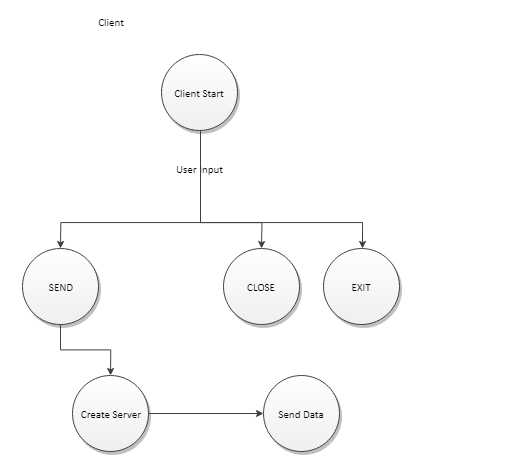 Client
Client Start
User Input
SEND
CLOSE
EXIT
Create Server
Send Data